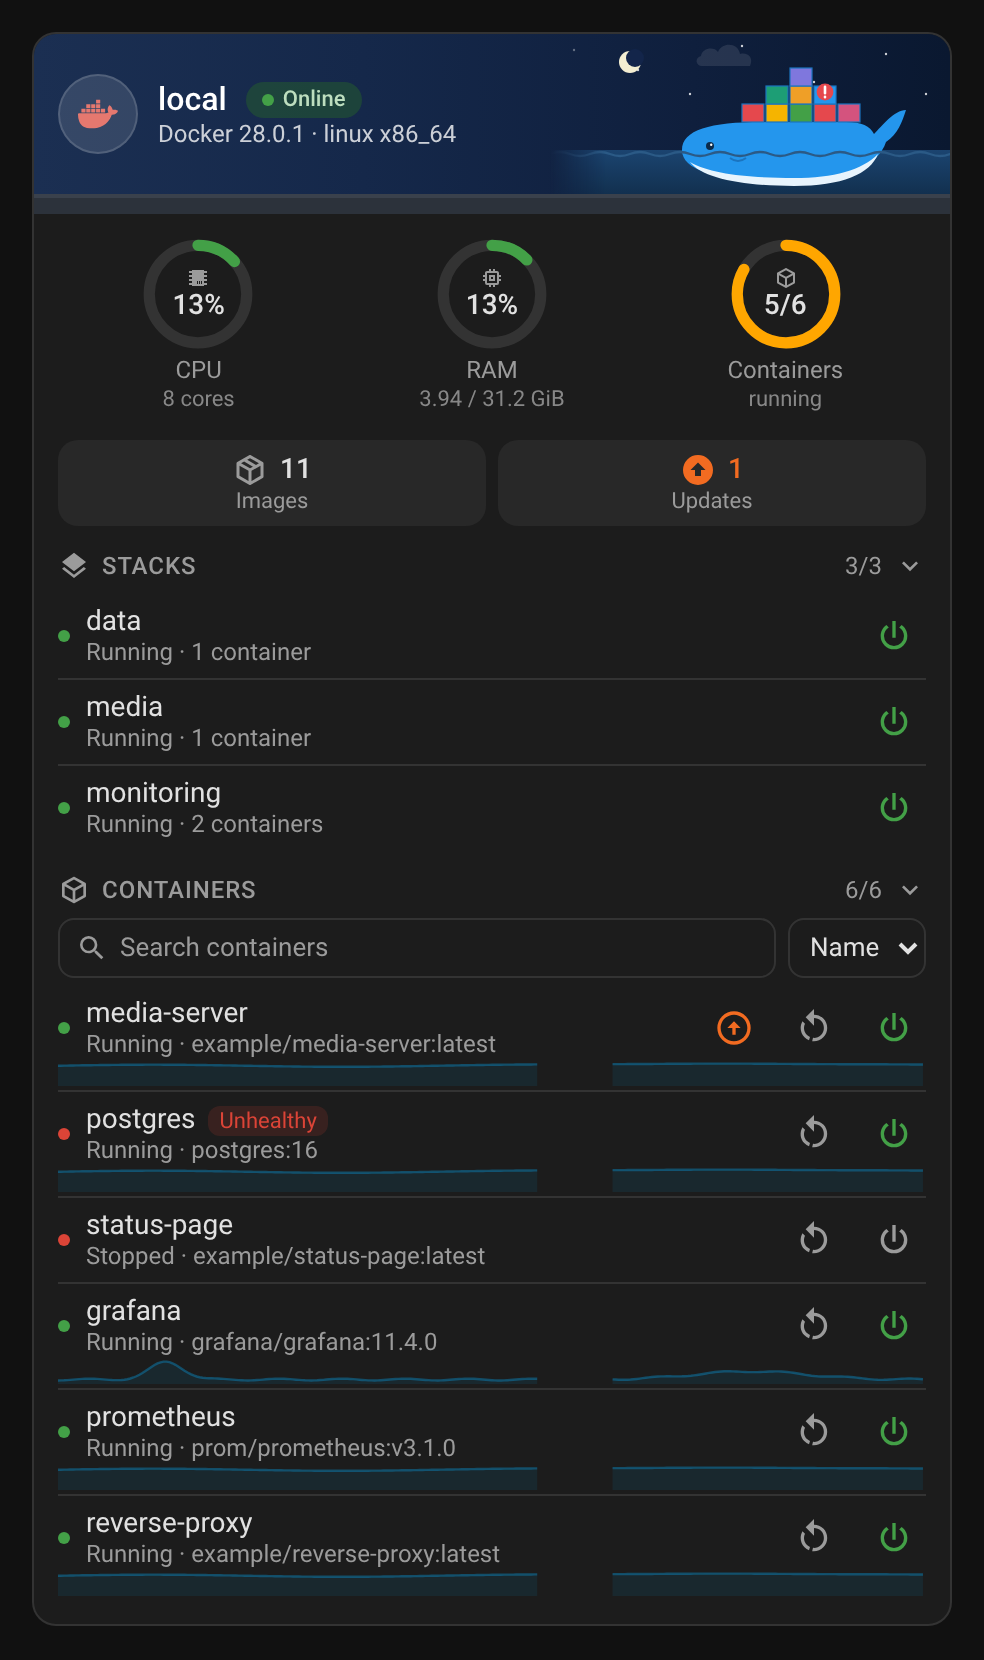 local Online
Docker 28.0.1 · linux x86_64
13% 13% 5/6
CPU RAM Containers
8 cores 3.94 / 31.2 GiB running
11 1
Images Updates
STACKS 3/3
data
Running · 1 container
media
Running · 1 container
monitoring
Running · 2 containers
CONTAINERS 6/6
Search containers Name
media-server
Running · example/media-server:latest
postgres Unhealthy
Running · postgres:16
status-page
Stopped · example/status-page:latest
grafana
Running · grafana/grafana:11.4.0
prometheus
Running · prom/prometheus:v3.1.0
reverse-proxy
Running · example/reverse-proxy:latest